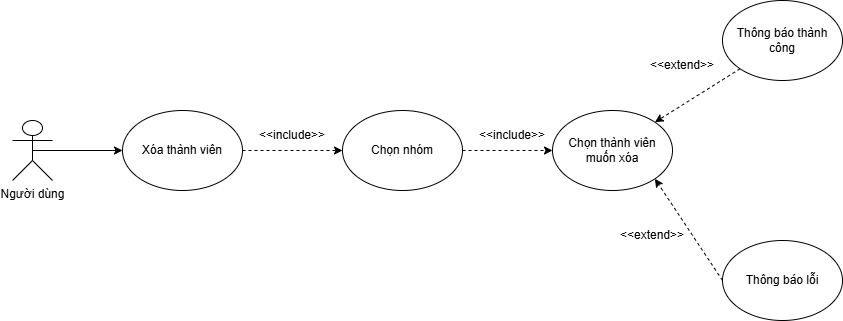 Thông báo thành
công
<<extend>>
<<include>>
<<include>>
Xóa thành viên
Chọn nhóm
Chọn thành viên
muốn xóa
Người dùng
<<extend>>
Thông báo lỗi